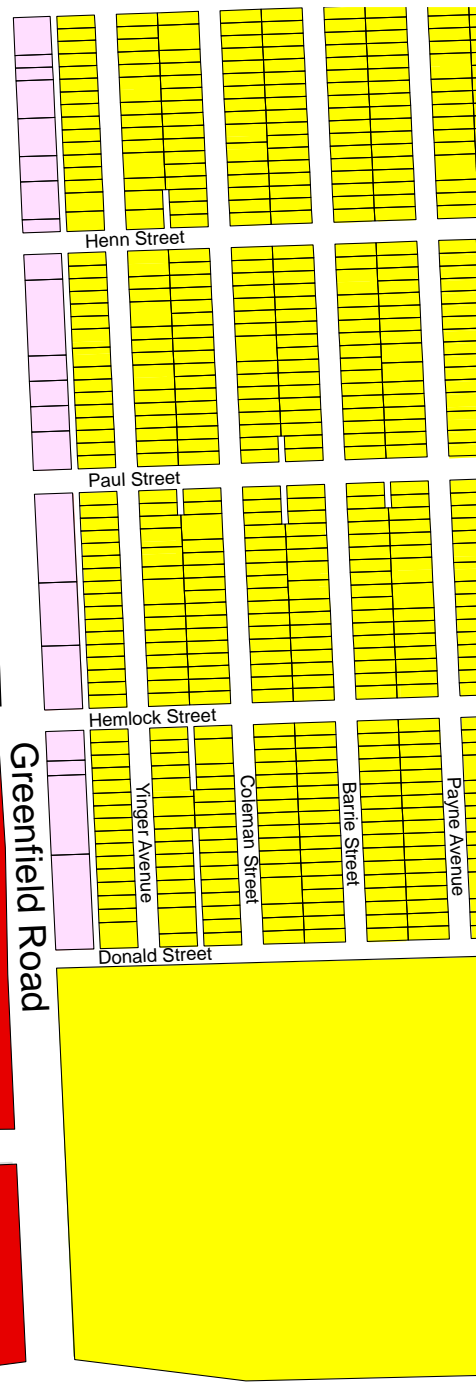 Henn Street
Paul Street
Hemlock Street
Greenfield Road
Yinger Avenue
Coleman Street
Barrie Street
Payne Avenue
Donald Street